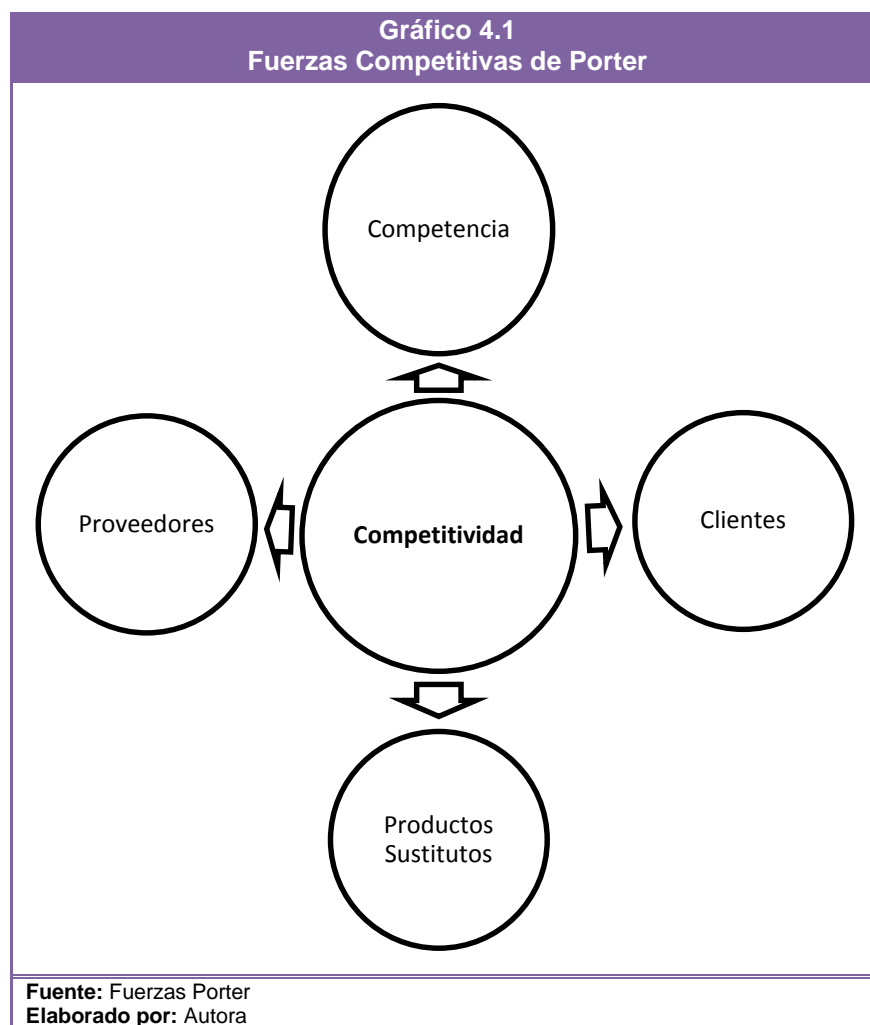 Gráfico 4.1
Fuerzas Competitivas de Porter
Competencia
Proveedores
Competitividad
Clientes
Productos
Sustitutos
Fuente: Fuerzas Porter
Elaborado por: Autora